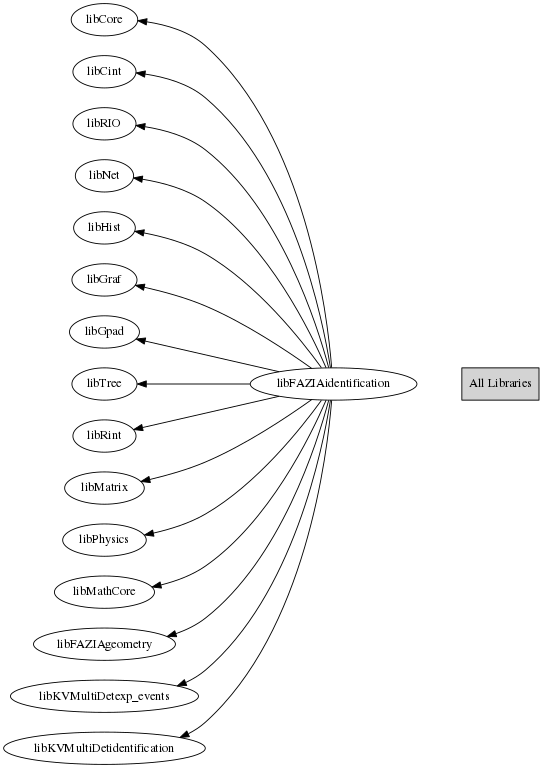 libCore
libCint
libRIO
libNet
libHist
libGraf
libGpad
libTree
libFAZIAidentification
All Libraries
libRint
libMatrix
libPhysics
libMathCore
libFAZIAgeometry
libKVMultiDetexp_events
libKVMultiDetidentification